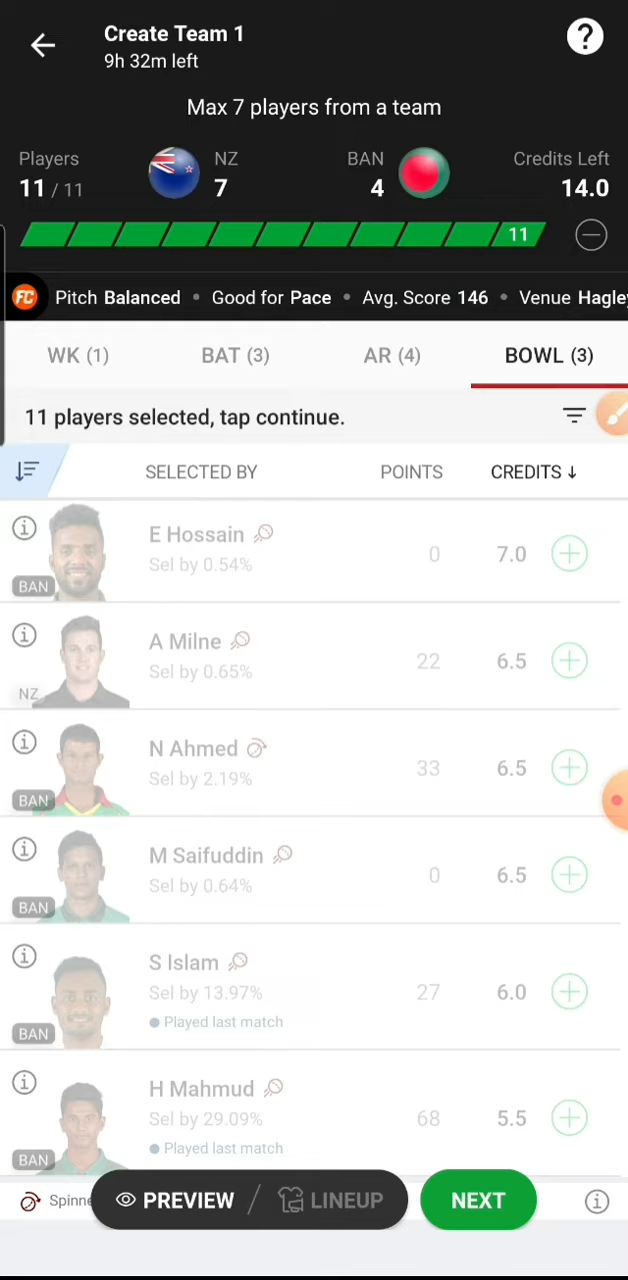 Create Team 1
9h 32m left
?
Max 7 players from a team
Players NZ BAN Credits Left
11 / 11 7 4 14.0
11
FC Pitch Balanced • Good for Pace • Avg. Score 146 • Venue Hagley
WK (1) BAT (3) AR (4) BOWL (3)
11 players selected, tap continue.
SELECTED BY POINTS CREDITS ↓
E Hossain
Sel by 0.54% 0 7.0
BAN
A Milne
Sel by 0.65% 22 6.5
NZ
N Ahmed
Sel by 2.19% 33 6.5
BAN
M Saifuddin
Sel by 0.64% 0 6.5
BAN
S Islam
Sel by 13.97% 27 6.0
Played last match
BAN
H Mahmud
Sel by 29.09% 68 5.5
Played last match
BAN
Spinne PREVIEW / LINEUP NEXT